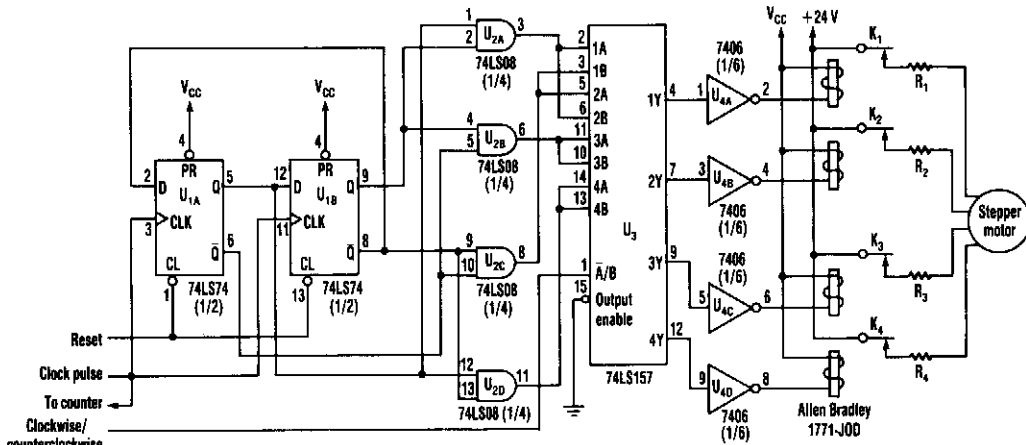 V_CC +24 V
1 2 U2A 3
74LS08
(1/4)
7406
(1/6)
K1
R1
2 1A
3 1B
5 2A
6 2B
11 3A
10 3B
14 4A
13 4B
1Y 4
1 U4A 2
VCC
4
PR
VCC
4
PR
4 5 U2B 6
74LS08
(1/4)
K2
R2
2 D U1A Q 5
12 D U1B Q 9
3 CLK
11 CLK
Q̅ 6
Q̅ 8
CL
1
CL
13
74LS74
(1/2)
74LS74
(1/2)
2Y 7
3 U4B 4
7406
(1/6)
U3
Stepper
motor
9 10 U2C 8
74LS08
(1/4)
1 A̅/B
15 Output
enable
3Y 9
7406
(1/6)
5 U4C 6
K3
R3
4Y 12
K4
R4
Reset
Clock pulse
To counter
Clockwise/
counterclockwise
12 13 U2D 11
74LS08 (1/4)
74LS157
9 U4D 8
7406
(1/6)
Allen Bradley
1771-JOD